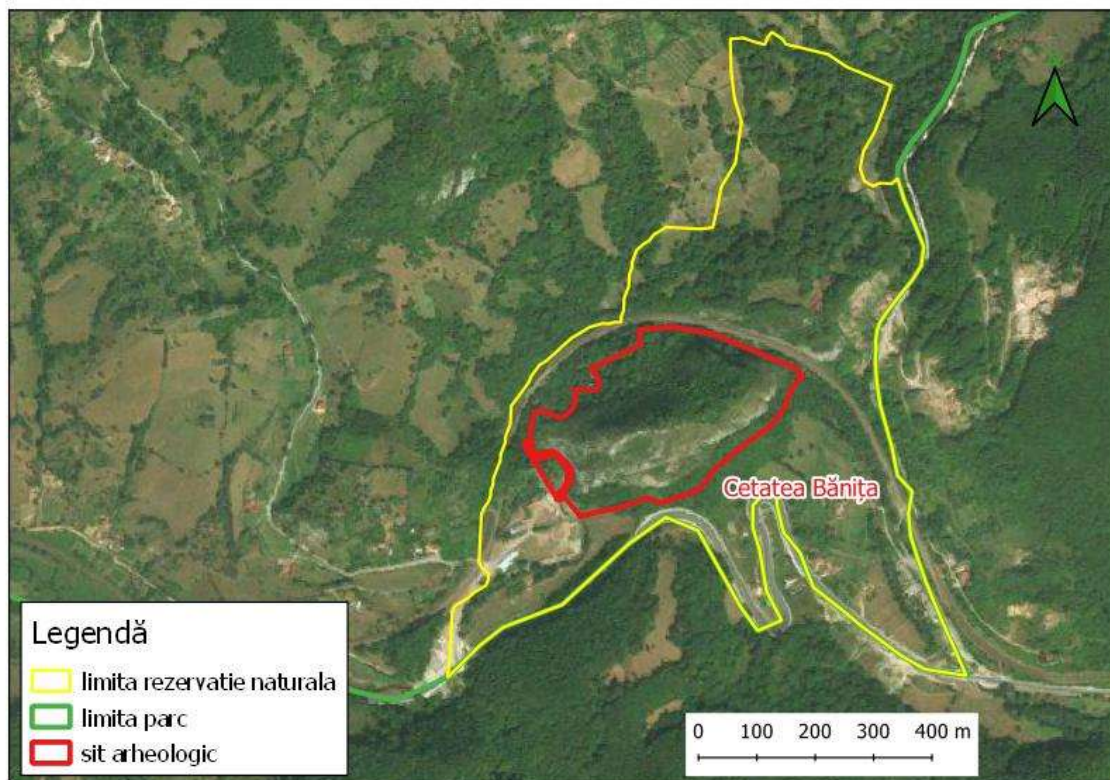 Cetatea Bănița
Legendă
limita rezervatie naturala
limita parc
sit arheologic
0 100 200 300 400 m